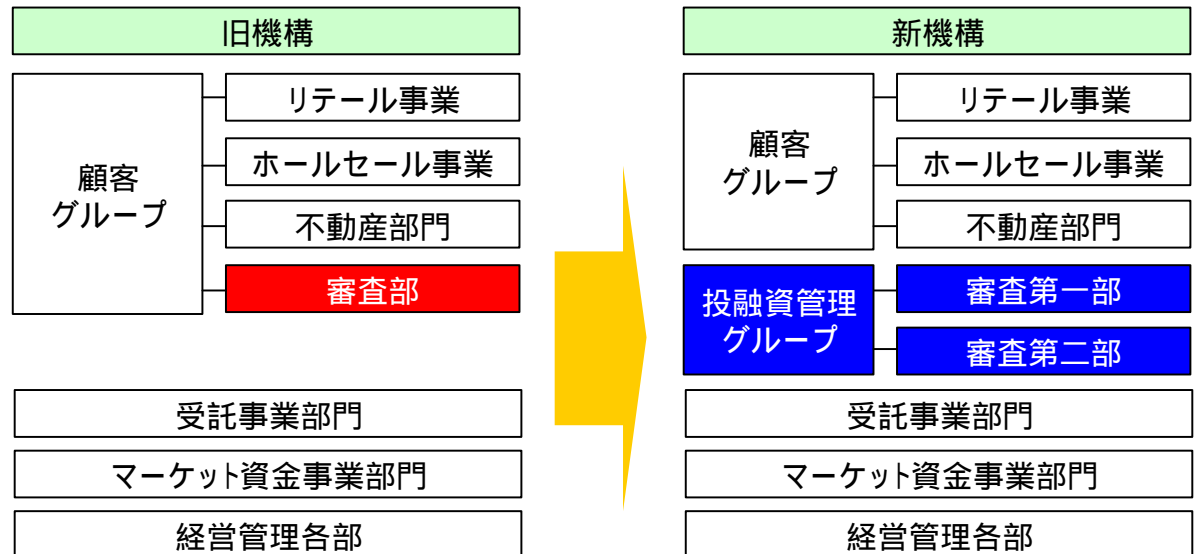 旧機構
顧客
グループ
リテール事業
ホールセール事業
不動産部門
審査部
受託事業部門
マーケット資金事業部門
経営管理各部
新機構
顧客
グループ
リテール事業
ホールセール事業
不動産部門
投融資管理
グループ
審査第一部
審査第二部
受託事業部門
マーケット資金事業部門
経営管理各部